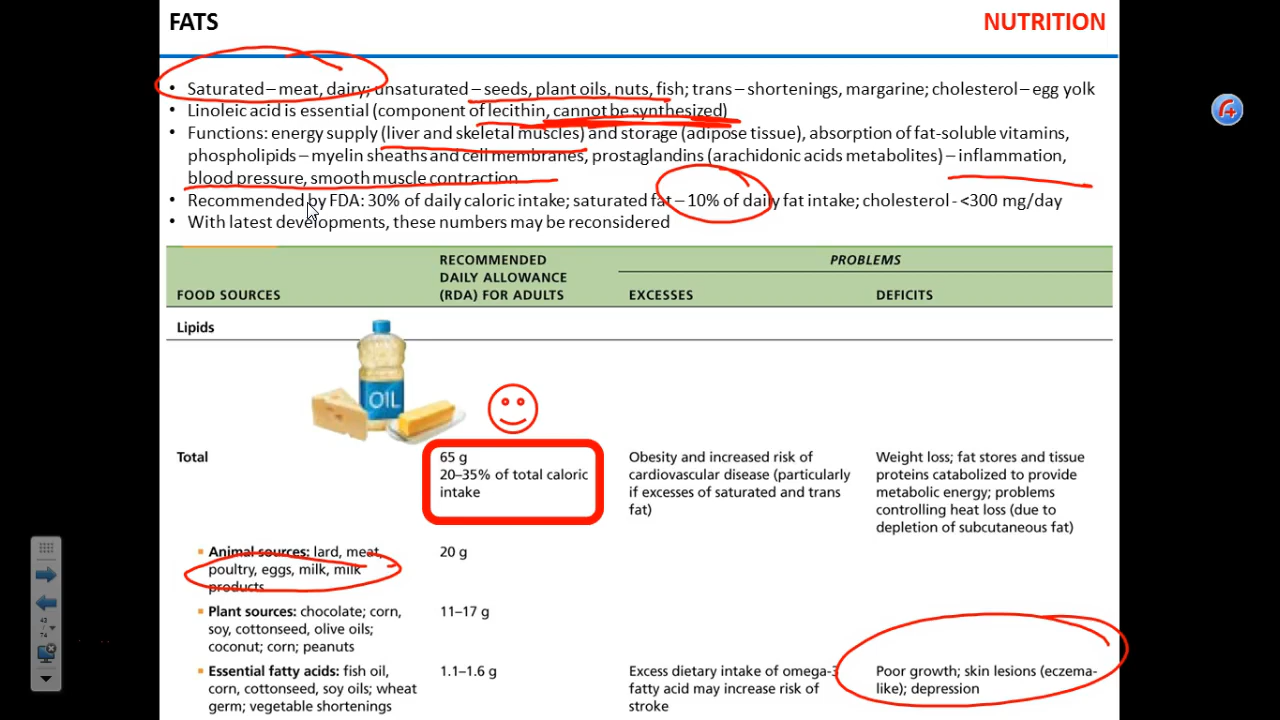 FATS
NUTRITION
• Saturated – meat, dairy; unsaturated – seeds, plant oils, nuts, fish; trans – shortenings, margarine; cholesterol – egg yolk
• Linoleic acid is essential (component of lecithin, cannot be synthesized)
• Functions: energy supply (liver and skeletal muscles) and storage (adipose tissue), absorption of fat-soluble vitamins,
phospholipids – myelin sheaths and cell membranes, prostaglandins (arachidonic acids metabolites) – inflammation,
blood pressure, smooth muscle contraction
• Recommended by FDA: 30% of daily caloric intake; saturated fat – 10% of daily fat intake; cholesterol - <300 mg/day
• With latest developments, these numbers may be reconsidered
FOOD SOURCES
RECOMMENDED
DAILY ALLOWANCE
(RDA) FOR ADULTS
PROBLEMS
EXCESSES
DEFICITS
Lipids
OIL
Total
65 g
20–35% of total caloric
intake
Obesity and increased risk of
cardiovascular disease (particularly
if excesses of saturated and trans
fat)
Weight loss; fat stores and tissue
proteins catabolized to provide
metabolic energy; problems
controlling heat loss (due to
depletion of subcutaneous fat)
Animal sources: lard, meat,
poultry, eggs, milk, milk
products
20 g
Plant sources: chocolate; corn,
soy, cottonseed, olive oils;
coconut; corn; peanuts
11–17 g
Essential fatty acids: fish oil,
corn, cottonseed, soy oils; wheat
germ; vegetable shortenings
1.1–1.6 g
Excess dietary intake of omega-3
fatty acid may increase risk of
stroke
Poor growth; skin lesions (eczema-
like); depression
43
/
74